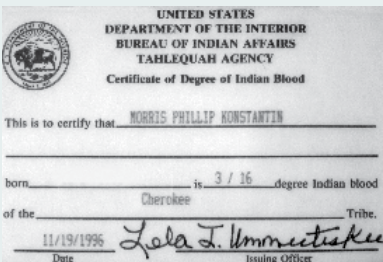 UNITED STATES
DEPARTMENT OF THE INTERIOR
BUREAU OF INDIAN AFFAIRS
TAHLEQUAH AGENCY
Certificate of Degree of Indian Blood
This is to certify that MORRIS PHILLIP KONSTANTIN
born is 3 / 16 degree Indian blood
Cherokee
of the Tribe.
11/19/1996 Lela J. Ummerteskee
Date Issuing Officer